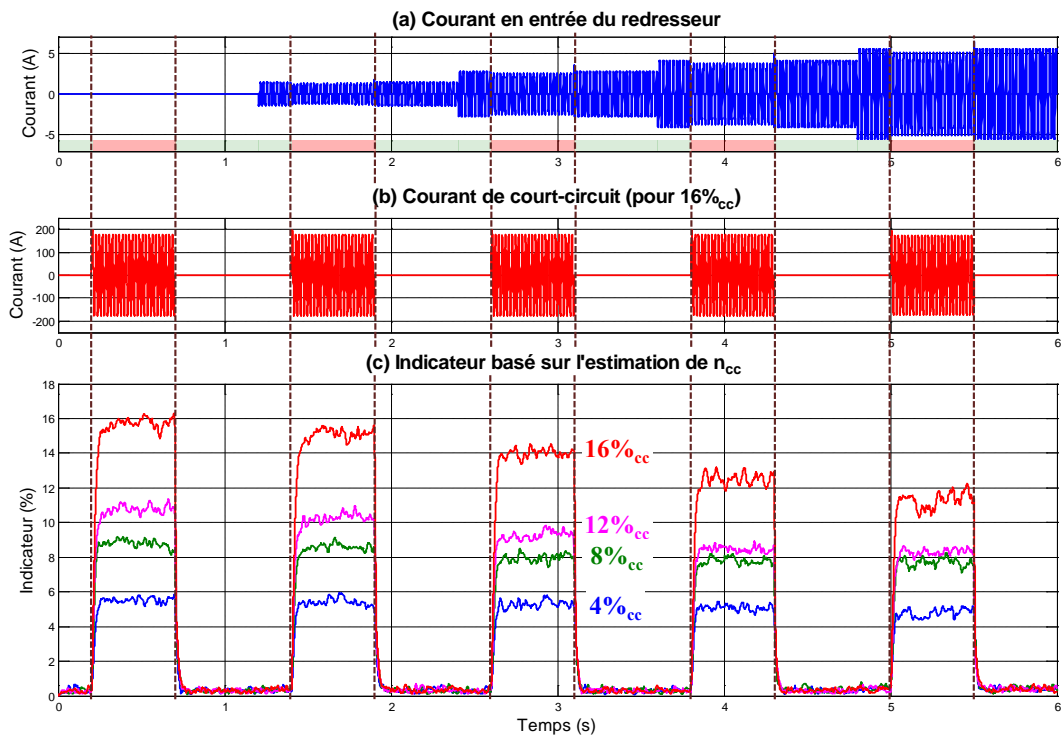 (a) Courant en entrée du redresseur
Courant (A)
5
0
-5
0 1 2 3 4 5 6
(b) Courant de court-circuit (pour 16%cc)
Courant (A)
200
100
0
-100
-200
0 1 2 3 4 5 6
(c) Indicateur basé sur l'estimation de ncc
Indicateur (%)
18
16
14
12
10
8
6
4
2
0
16%cc
12%cc
8%cc
4%cc
0 1 2 3 4 5 6
Temps (s)